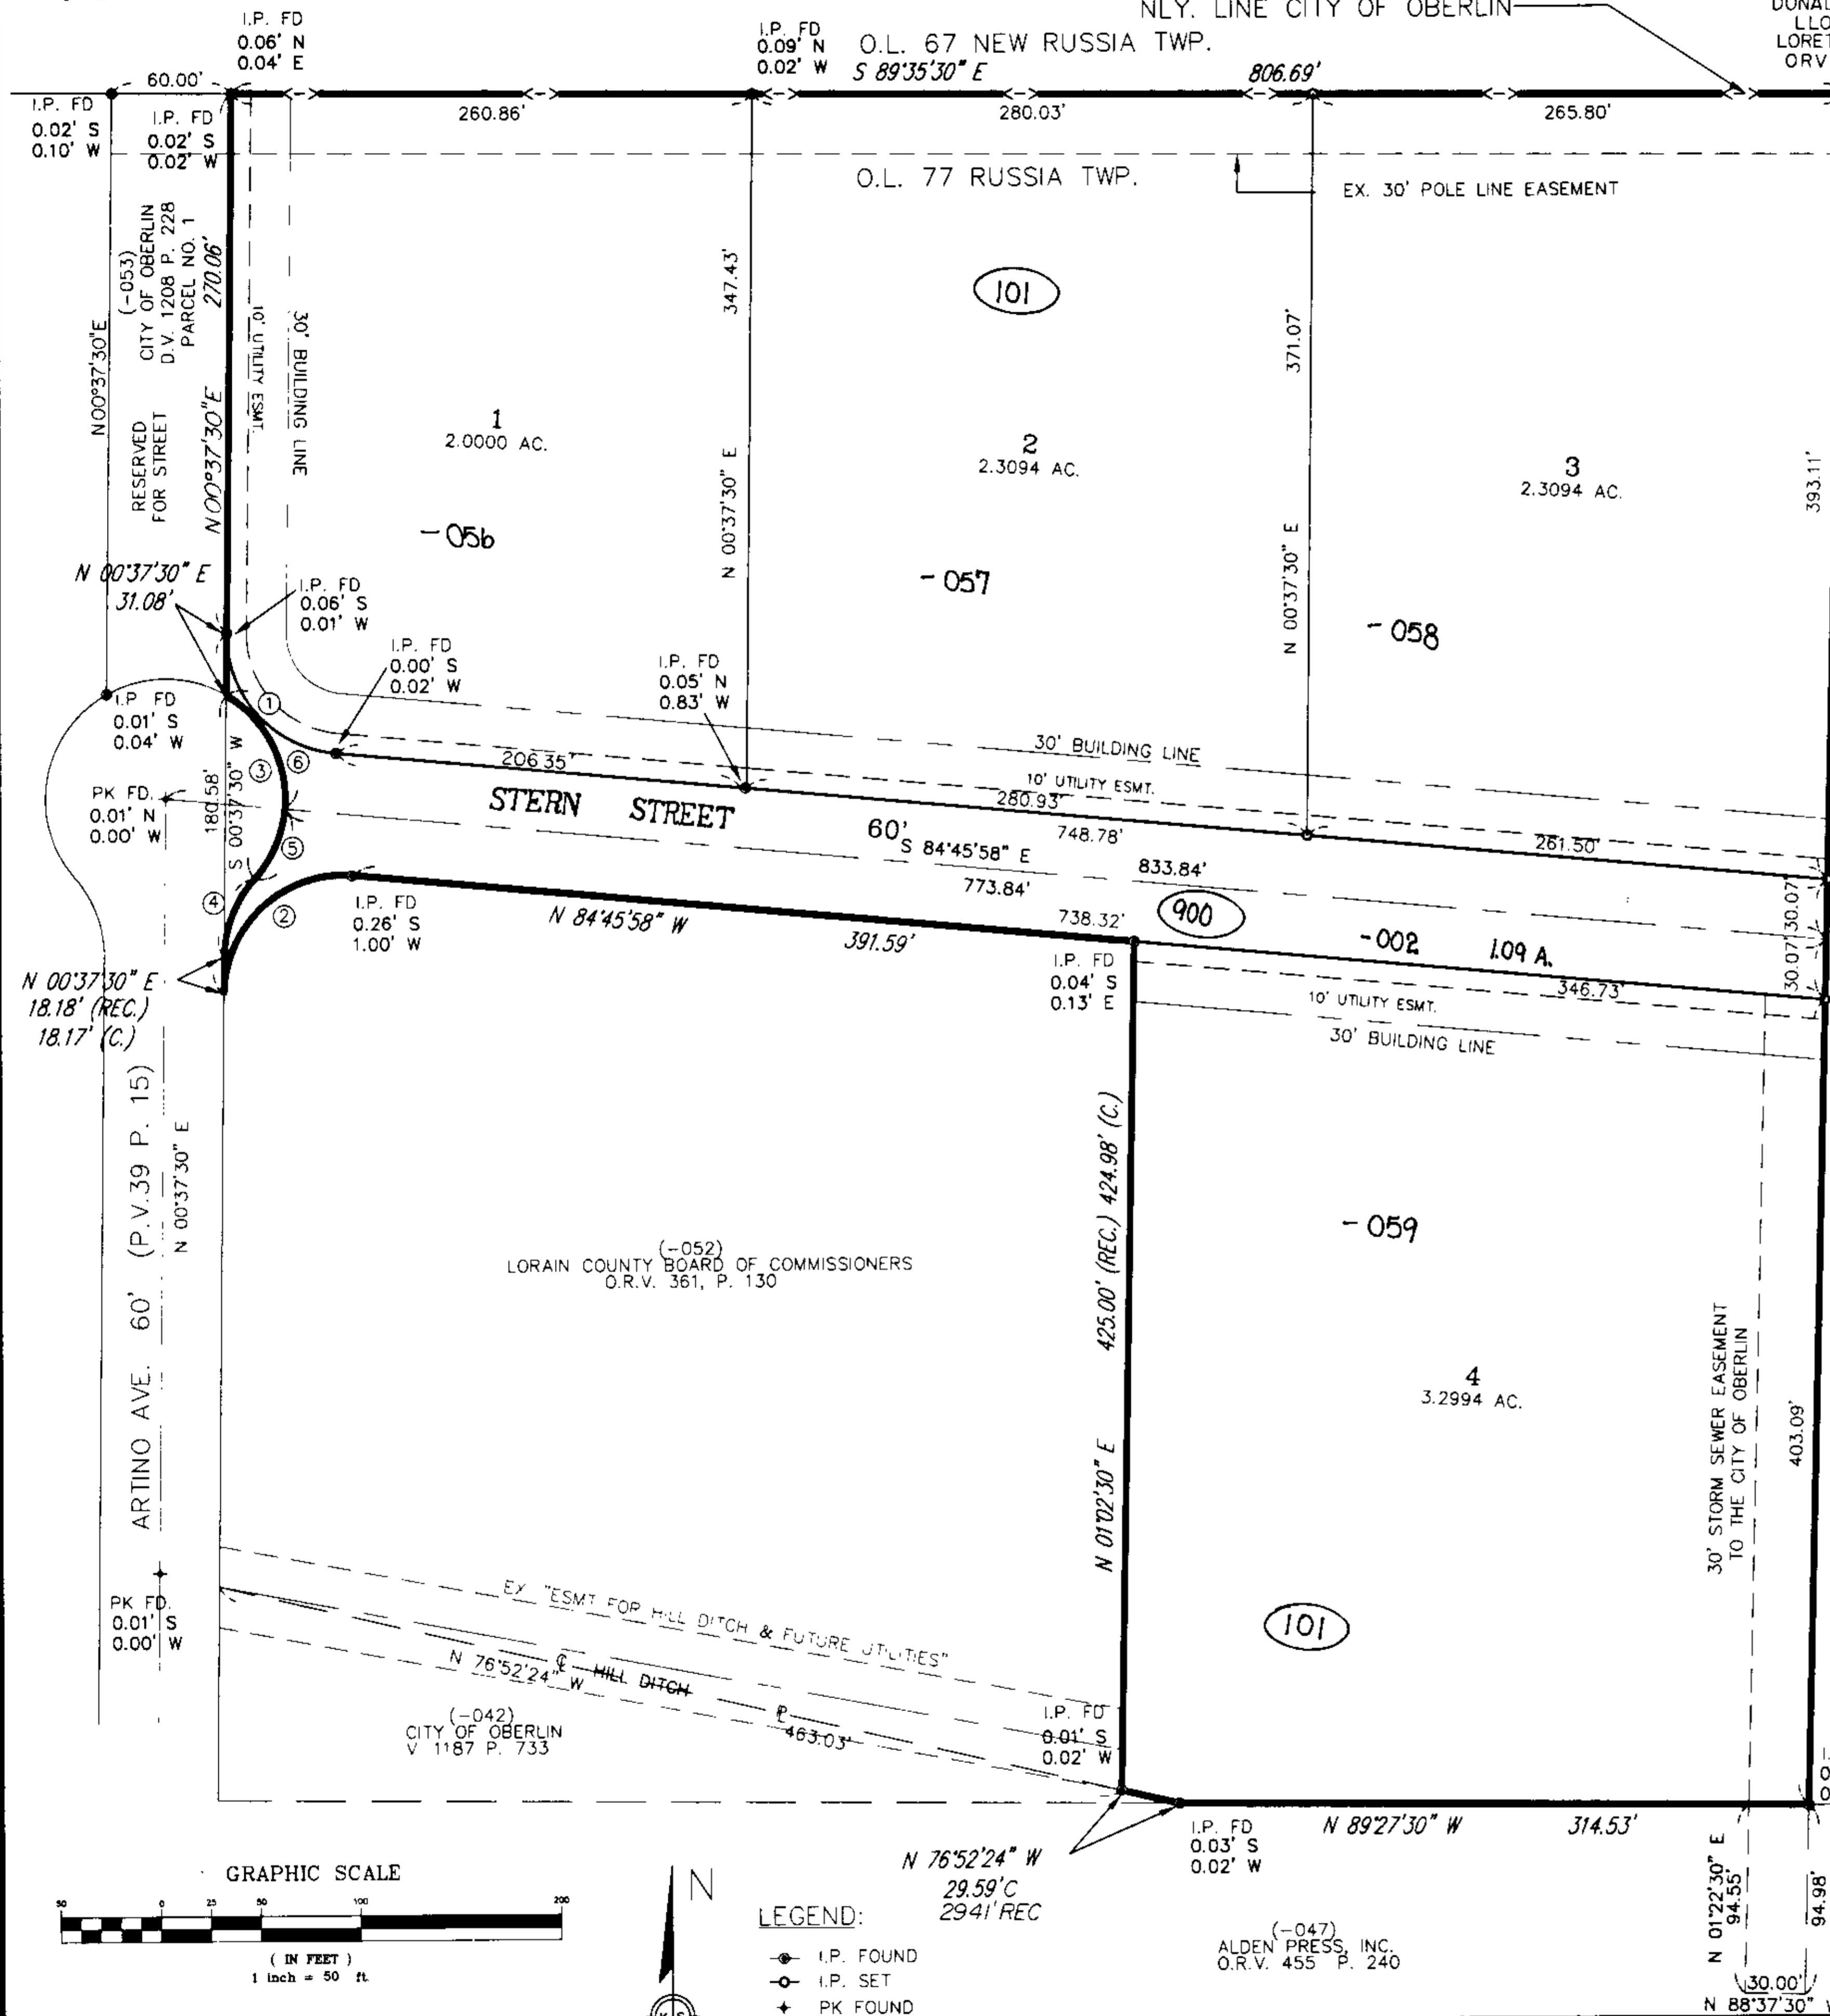 NLY. LINE CITY OF OBERLIN
I.P. FD
0.06' N
0.04' E
I.P. FD
0.09' N
0.02' W
O.L. 67 NEW RUSSIA TWP.
S 89°35'30" E
806.69'
60.00'
260.86'
280.03'
265.80'
I.P. FD
0.02' S
0.10' W
I.P. FD
0.02' S
0.02' W
O.L. 77 RUSSIA TWP.
EX. 30' POLE LINE EASEMENT
N00°37'30"E
RESERVED
FOR STREET
(-053)
CITY OF OBERLIN
D.V. 1208 P. 228
PARCEL NO. 1
270.06'
N00°37'30"E
10' UTILITY ESMT.
30' BUILDING LINE
1
2.0000 AC.
-056
347.43'
N 00°37'30" E
101
2
2.3094 AC.
-057
371.07'
N 00°37'30" E
3
2.3094 AC.
-058
393.11'
N 00°37'30" E
31.08'
I.P. FD
0.06' S
0.01' W
I.P. FD
0.00' S
0.02' W
I.P. FD
0.05' N
0.83' W
I.P. FD
0.01' S
0.04' W
1
3
6
5
4
2
180.58'
S 00°37'30" W
PK FD.
0.01' N
0.00' W
206.35'
30' BUILDING LINE
10' UTILITY ESMT.
280.93'
261.50'
STERN STREET
60'
748.78'
S 84°45'58" E
833.84'
773.84'
738.32'
900
-002
1.09 A.
30.07'
30.07'
I.P. FD
0.26' S
1.00' W
N 84°45'58" W
391.59'
I.P. FD
0.04' S
0.13' E
346.73'
10' UTILITY ESMT.
30' BUILDING LINE
N 00°37'30" E
18.18' (REC.)
18.17' (C.)
ARTINO AVE. 60' (P.V.39 P. 15)
N 00°37'30" E
425.00' (REC.) 424.98' (C.)
N 01°02'30" E
(-052)
LORAIN COUNTY BOARD OF COMMISSIONERS
O.R.V. 361, P. 130
-059
4
3.2994 AC.
30' STORM SEWER EASEMENT
TO THE CITY OF OBERLIN
403.09'
PK FD.
0.01' S
0.00' W
EX. "ESMT FOR HILL DITCH & FUTURE UTILITIES"
N 76°52'24" W
HILL DITCH
463.03'
(-042)
CITY OF OBERLIN
V 1187 P. 733
I.P. FD
0.01' S
0.02' W
101
I.P. FD
0.03' S
0.02' W
N 89°27'30" W
314.53'
N 76°52'24" W
29.59'C
29.41'REC
N 01°22'30" E
94.55'
94.98'
30.00'
N 88°37'30"
(-047)
ALDEN PRESS, INC.
O.R.V. 455 P. 240
GRAPHIC SCALE
50 0 25 50 100 200
( IN FEET )
1 inch = 50 ft.
N
LEGEND:
I.P. FOUND
I.P. SET
PK FOUND